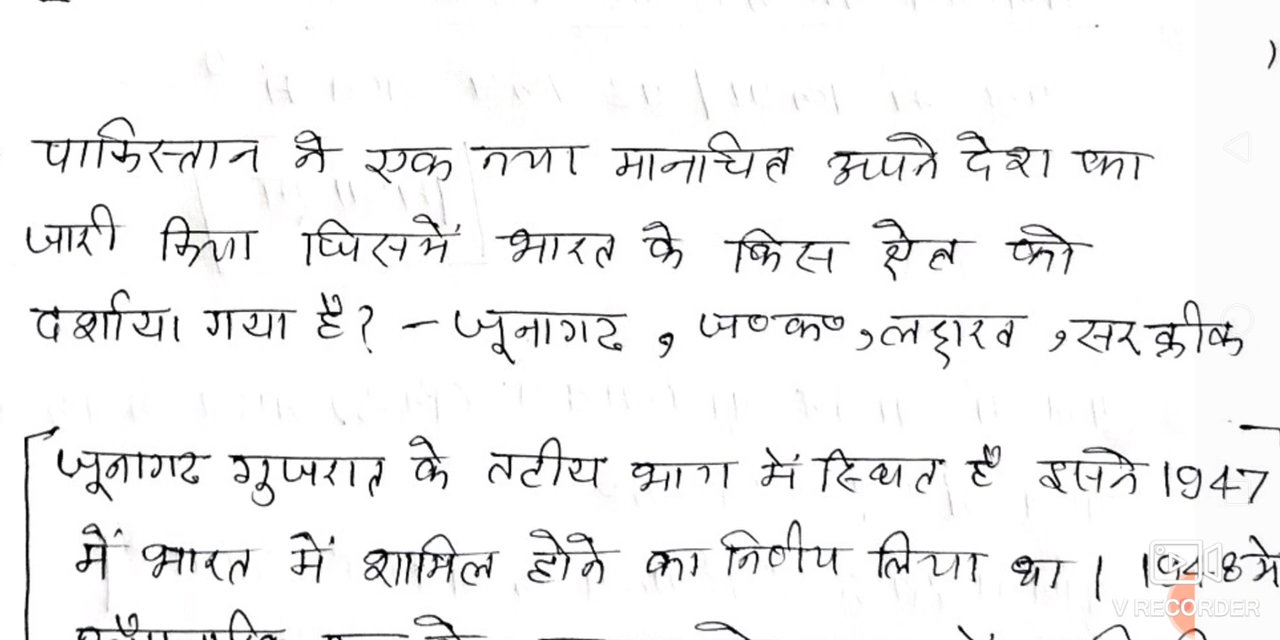 पाकिस्तान ने एक नया मानचित्र अपने देश का
जारी किया जिसमें भारत के किस क्षेत्र को
दर्शाया गया है? – जूनागढ, ज०क०, लद्दाख, सरक्रीक
जूनागढ गुजरात के तटीय भाग में स्थित है इसने 1947
में भारत में शामिल होने का निर्णय लिया था। 1948 मे
V RECORDER